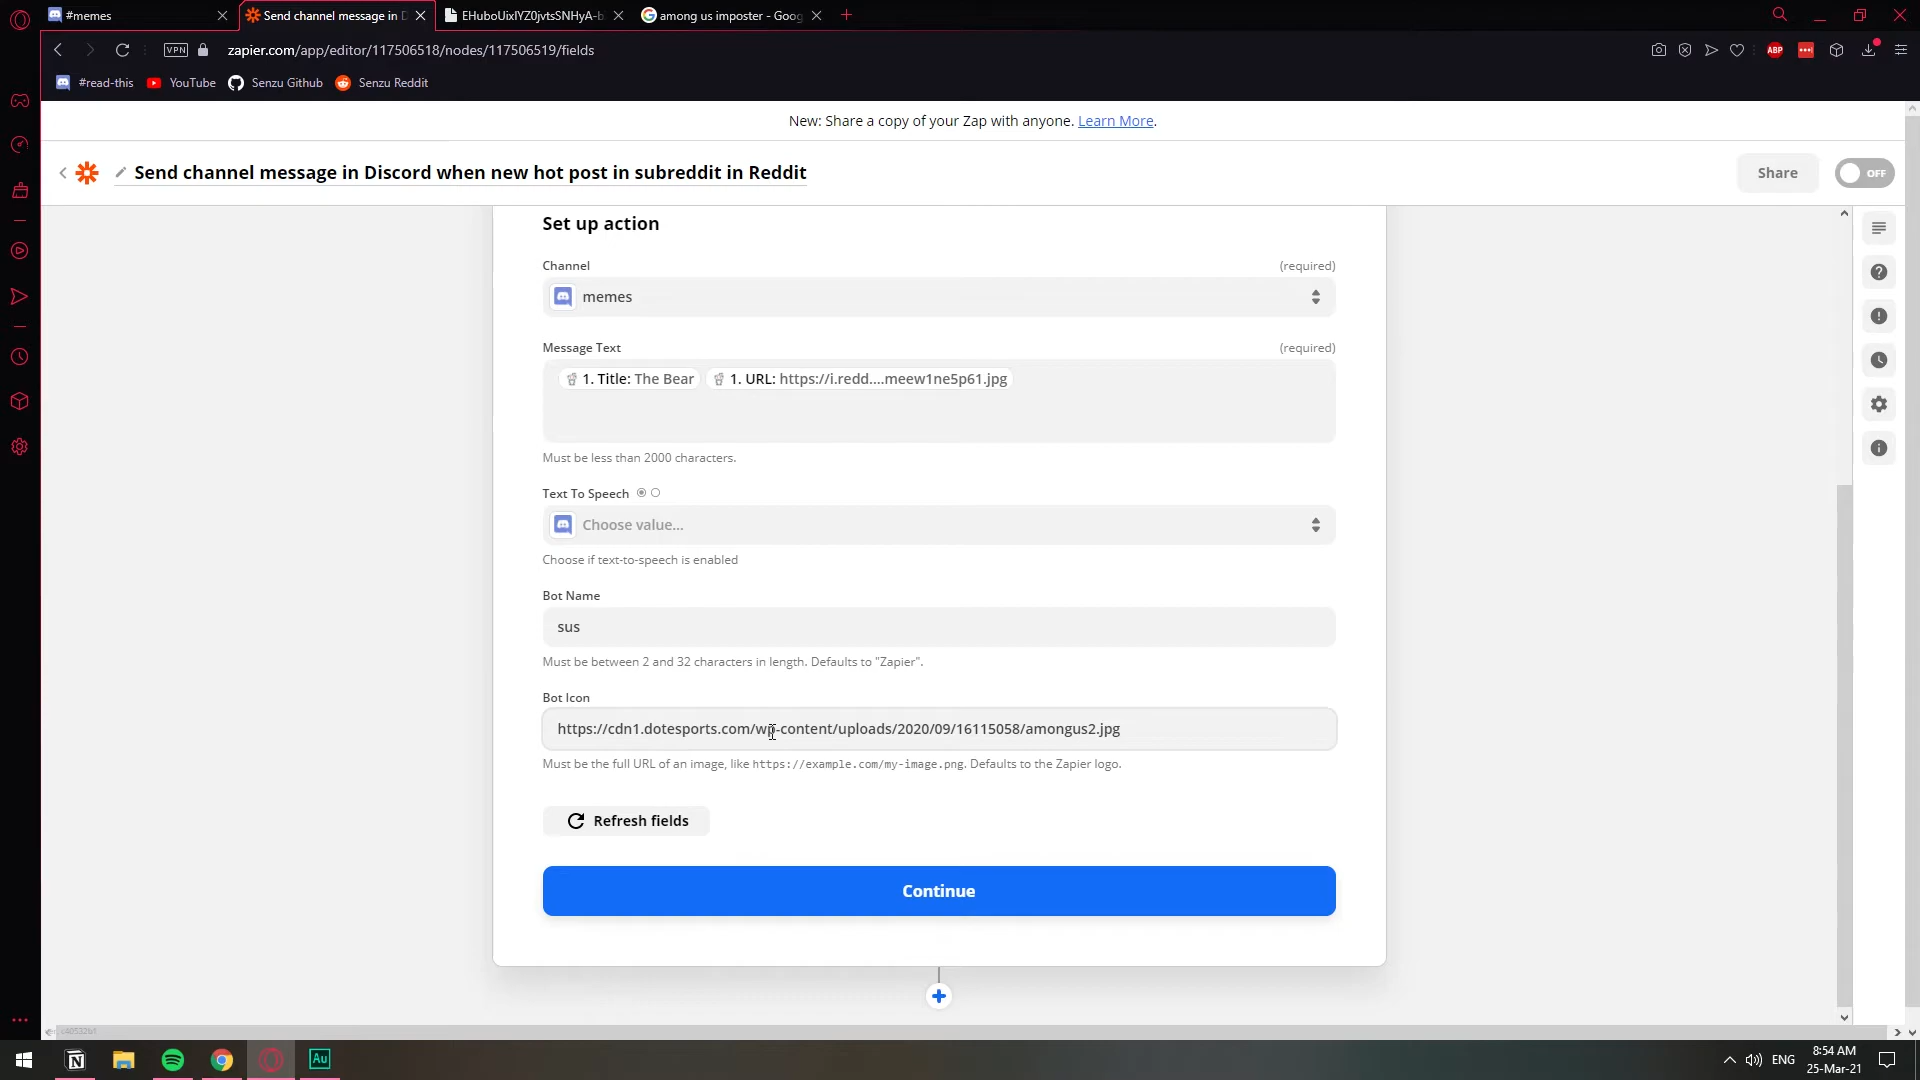 #memes
Send channel message in D
EHuboUixIYZ0jvtsSNHyA-b
among us imposter - Goog
VPN
zapier.com/app/editor/117506518/nodes/117506519/fields
ABP
#read-this
YouTube
Senzu Github
Senzu Reddit
New: Share a copy of your Zap with anyone. Learn More.
Send channel message in Discord when new hot post in subreddit in Reddit
Share
OFF
Set up action
Channel
(required)
memes
Message Text
(required)
1. Title: The Bear
1. URL: https://i.redd....meew1ne5p61.jpg
Must be less than 2000 characters.
Text To Speech
Choose value...
Choose if text-to-speech is enabled
Bot Name
sus
Must be between 2 and 32 characters in length. Defaults to "Zapier".
Bot Icon
https://cdn1.dotesports.com/wp-content/uploads/2020/09/16115058/amongus2.jpg
Must be the full URL of an image, like https://example.com/my-image.png. Defaults to the Zapier logo.
Refresh fields
Continue
Au
ENG
8:54 AM
25-Mar-21